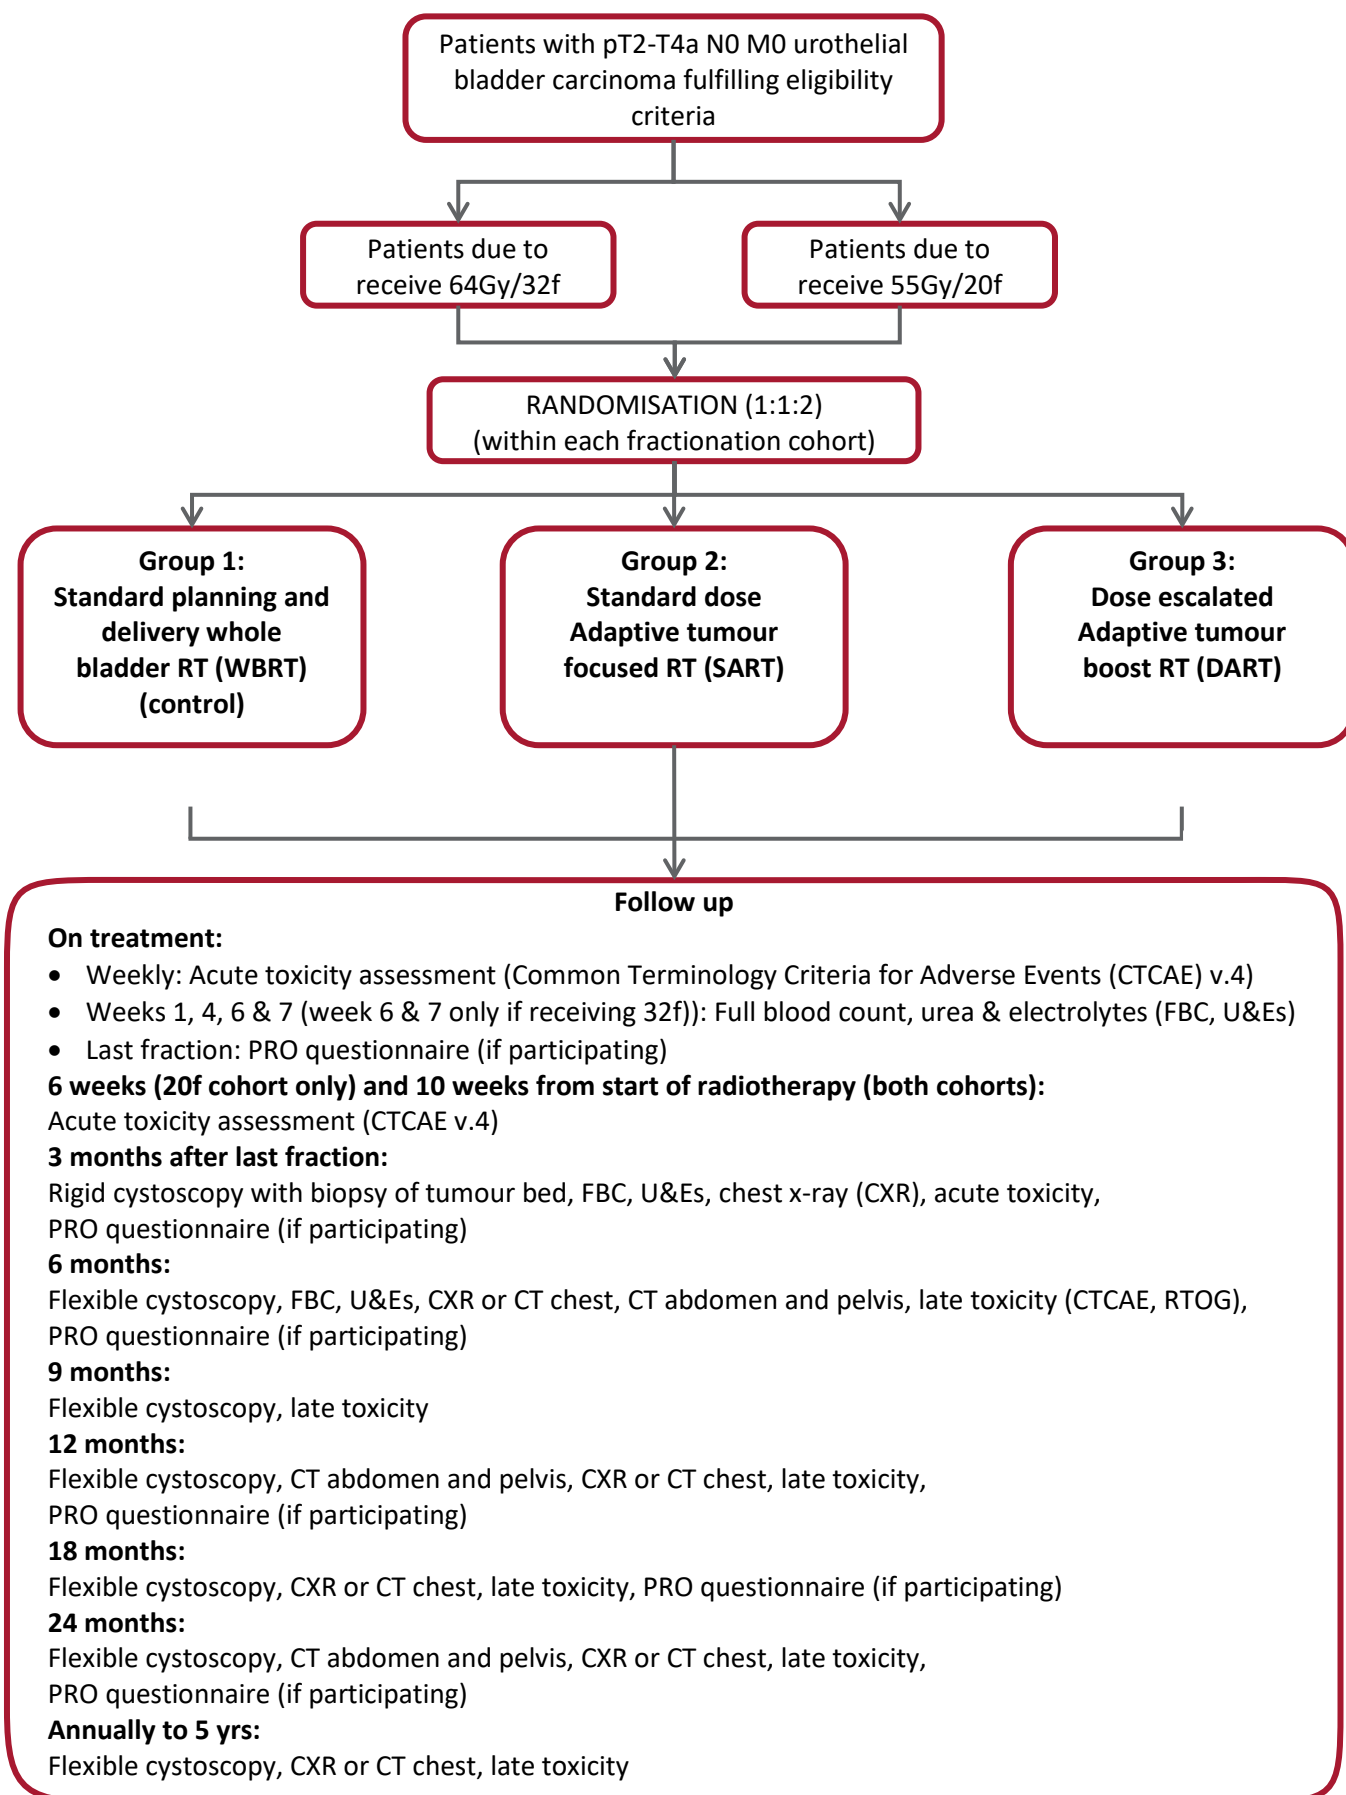 Patients with pT2-T4a N0 M0 urothelial
bladder carcinoma fulfilling eligibility
criteria
Patients due to
receive 64Gy/32f
Patients due to
receive 55Gy/20f
RANDOMISATION (1:1:2)
(within each fractionation cohort)
Group 1:
Standard planning and
delivery whole
bladder RT (WBRT)
(control)
Group 2:
Standard dose
Adaptive tumour
focused RT (SART)
Group 3:
Dose escalated
Adaptive tumour
boost RT (DART)
Follow up
On treatment:
• Weekly: Acute toxicity assessment (Common Terminology Criteria for Adverse Events (CTCAE) v.4)
• Weeks 1, 4, 6 & 7 (week 6 & 7 only if receiving 32f)): Full blood count, urea & electrolytes (FBC, U&Es)
• Last fraction: PRO questionnaire (if participating)
6 weeks (20f cohort only) and 10 weeks from start of radiotherapy (both cohorts):
Acute toxicity assessment (CTCAE v.4)
3 months after last fraction:
Rigid cystoscopy with biopsy of tumour bed, FBC, U&Es, chest x-ray (CXR), acute toxicity,
PRO questionnaire (if participating)
6 months:
Flexible cystoscopy, FBC, U&Es, CXR or CT chest, CT abdomen and pelvis, late toxicity (CTCAE, RTOG),
PRO questionnaire (if participating)
9 months:
Flexible cystoscopy, late toxicity
12 months:
Flexible cystoscopy, CT abdomen and pelvis, CXR or CT chest, late toxicity,
PRO questionnaire (if participating)
18 months:
Flexible cystoscopy, CXR or CT chest, late toxicity, PRO questionnaire (if participating)
24 months:
Flexible cystoscopy, CT abdomen and pelvis, CXR or CT chest, late toxicity,
PRO questionnaire (if participating)
Annually to 5 yrs:
Flexible cystoscopy, CXR or CT chest, late toxicity